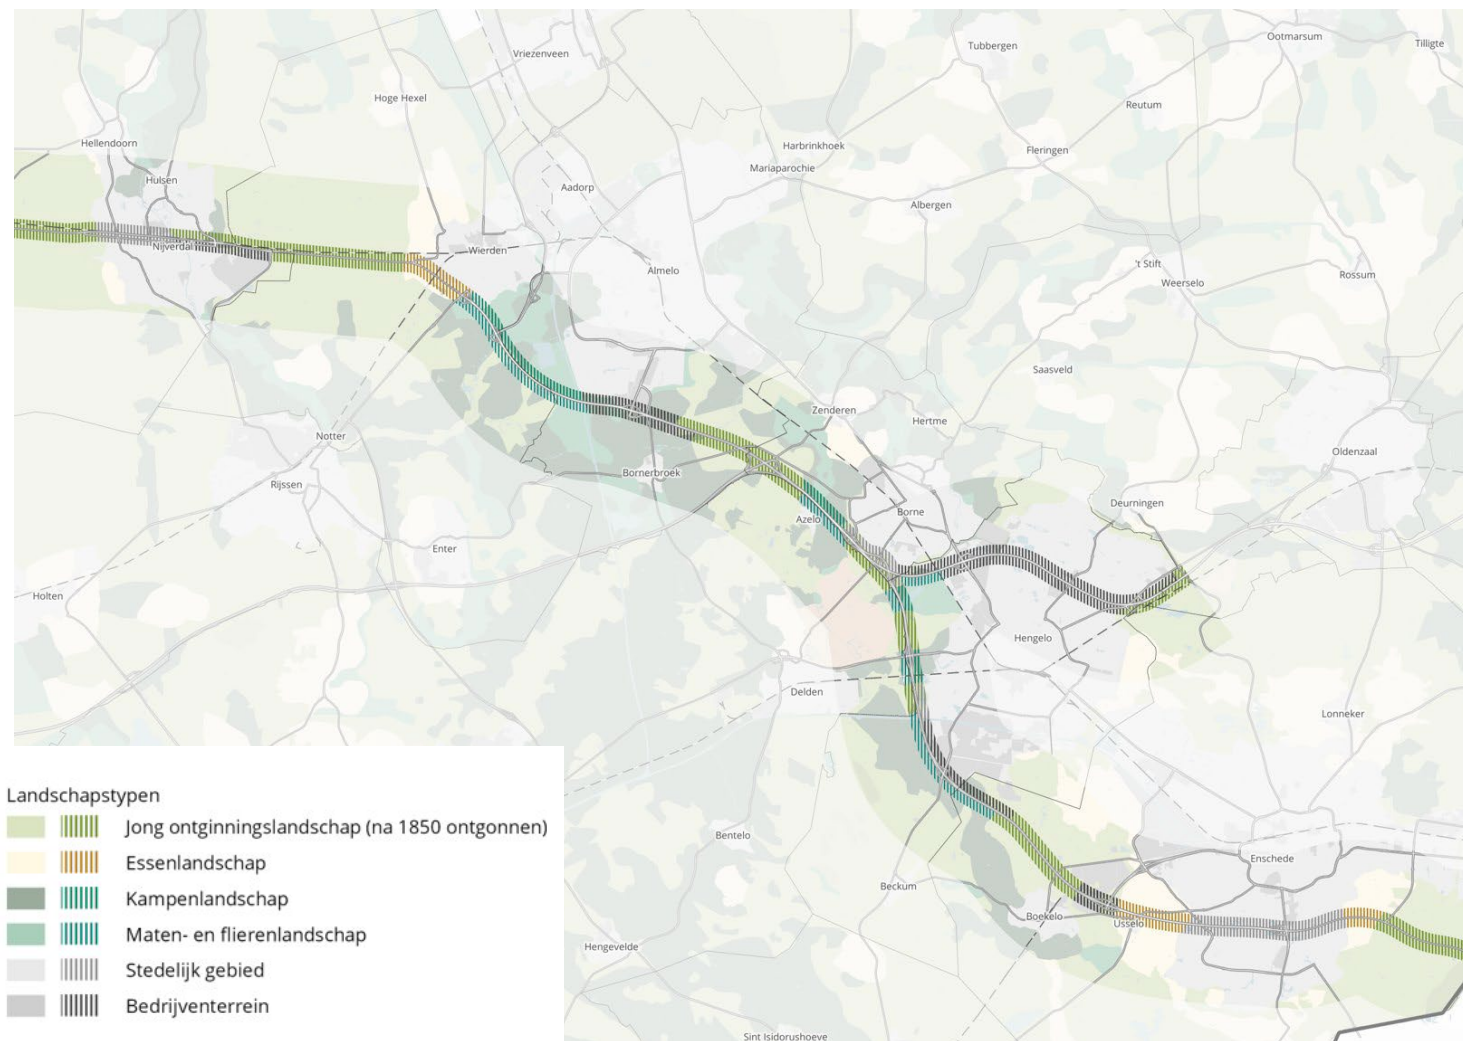 Vriezenveen
Tubbergen
Ootmarsum
Tilligte
Hoge Hexel
Reutum
Hellendoorn
Harbrinkhoek
Fleringen
Mariaparochie
Hulsen
Aadorp
Albergen
Nijverdal
Wierden
Almelo
't Stift
Weerselo
Rossum
Saasveld
Zenderen
Hertme
Notter
Oldenzaal
Bornerbroek
Rijssen
Deurningen
Azelo
Borne
Enter
Holten
Hengelo
Delden
Lonneker
Landschapstypen
Jong ontginningslandschap (na 1850 ontgonnen)
Bentelo
Essenlandschap
Enschede
Beckum
Kampenlandschap
Boekelo
Usselo
Maten- en flierenlandschap
Hengevelde
Stedelijk gebied
Bedrijventerrein
Sint Isidorushoeve